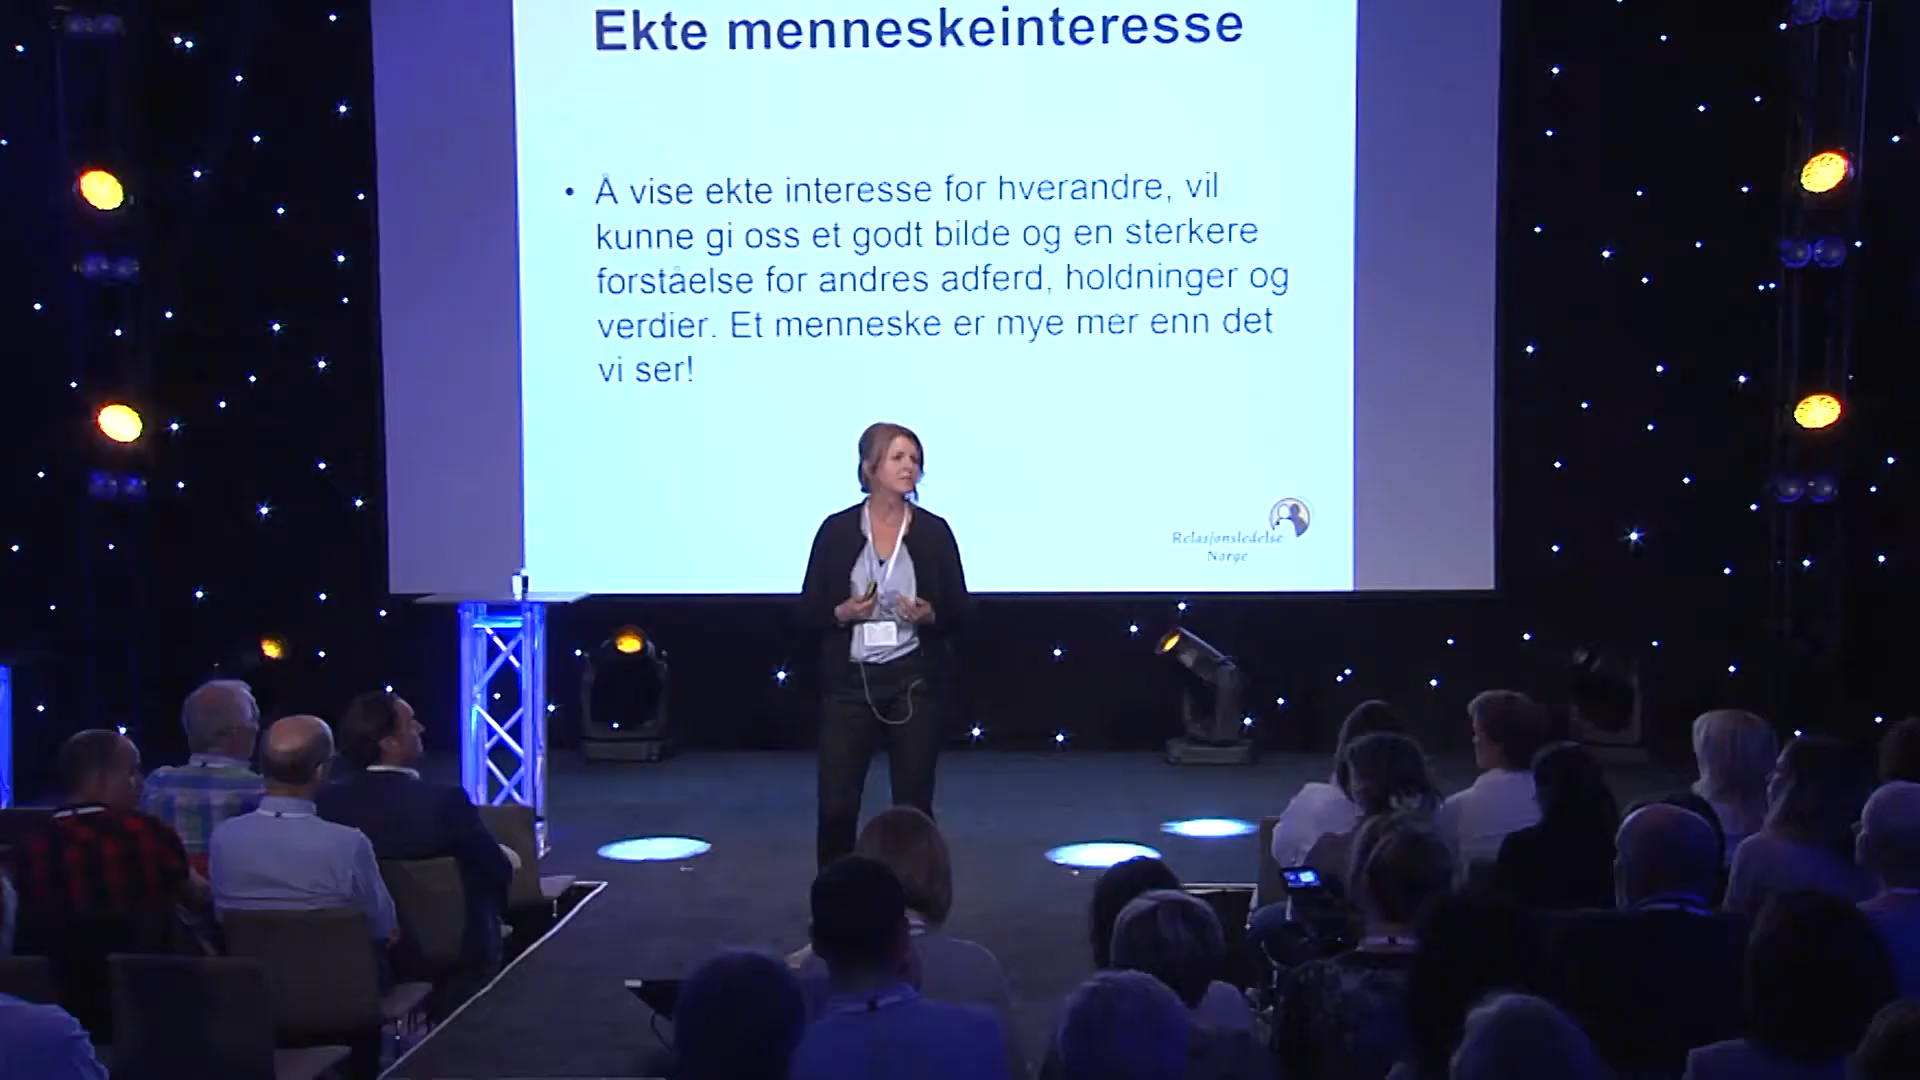 Ekte menneskeinteresse
• Å vise ekte interesse for hverandre, vil
kunne gi oss et godt bilde og en sterkere
forståelse for andres adferd, holdninger og
verdier. Et menneske er mye mer enn det
vi ser!
Relasjonsledelse
Norge